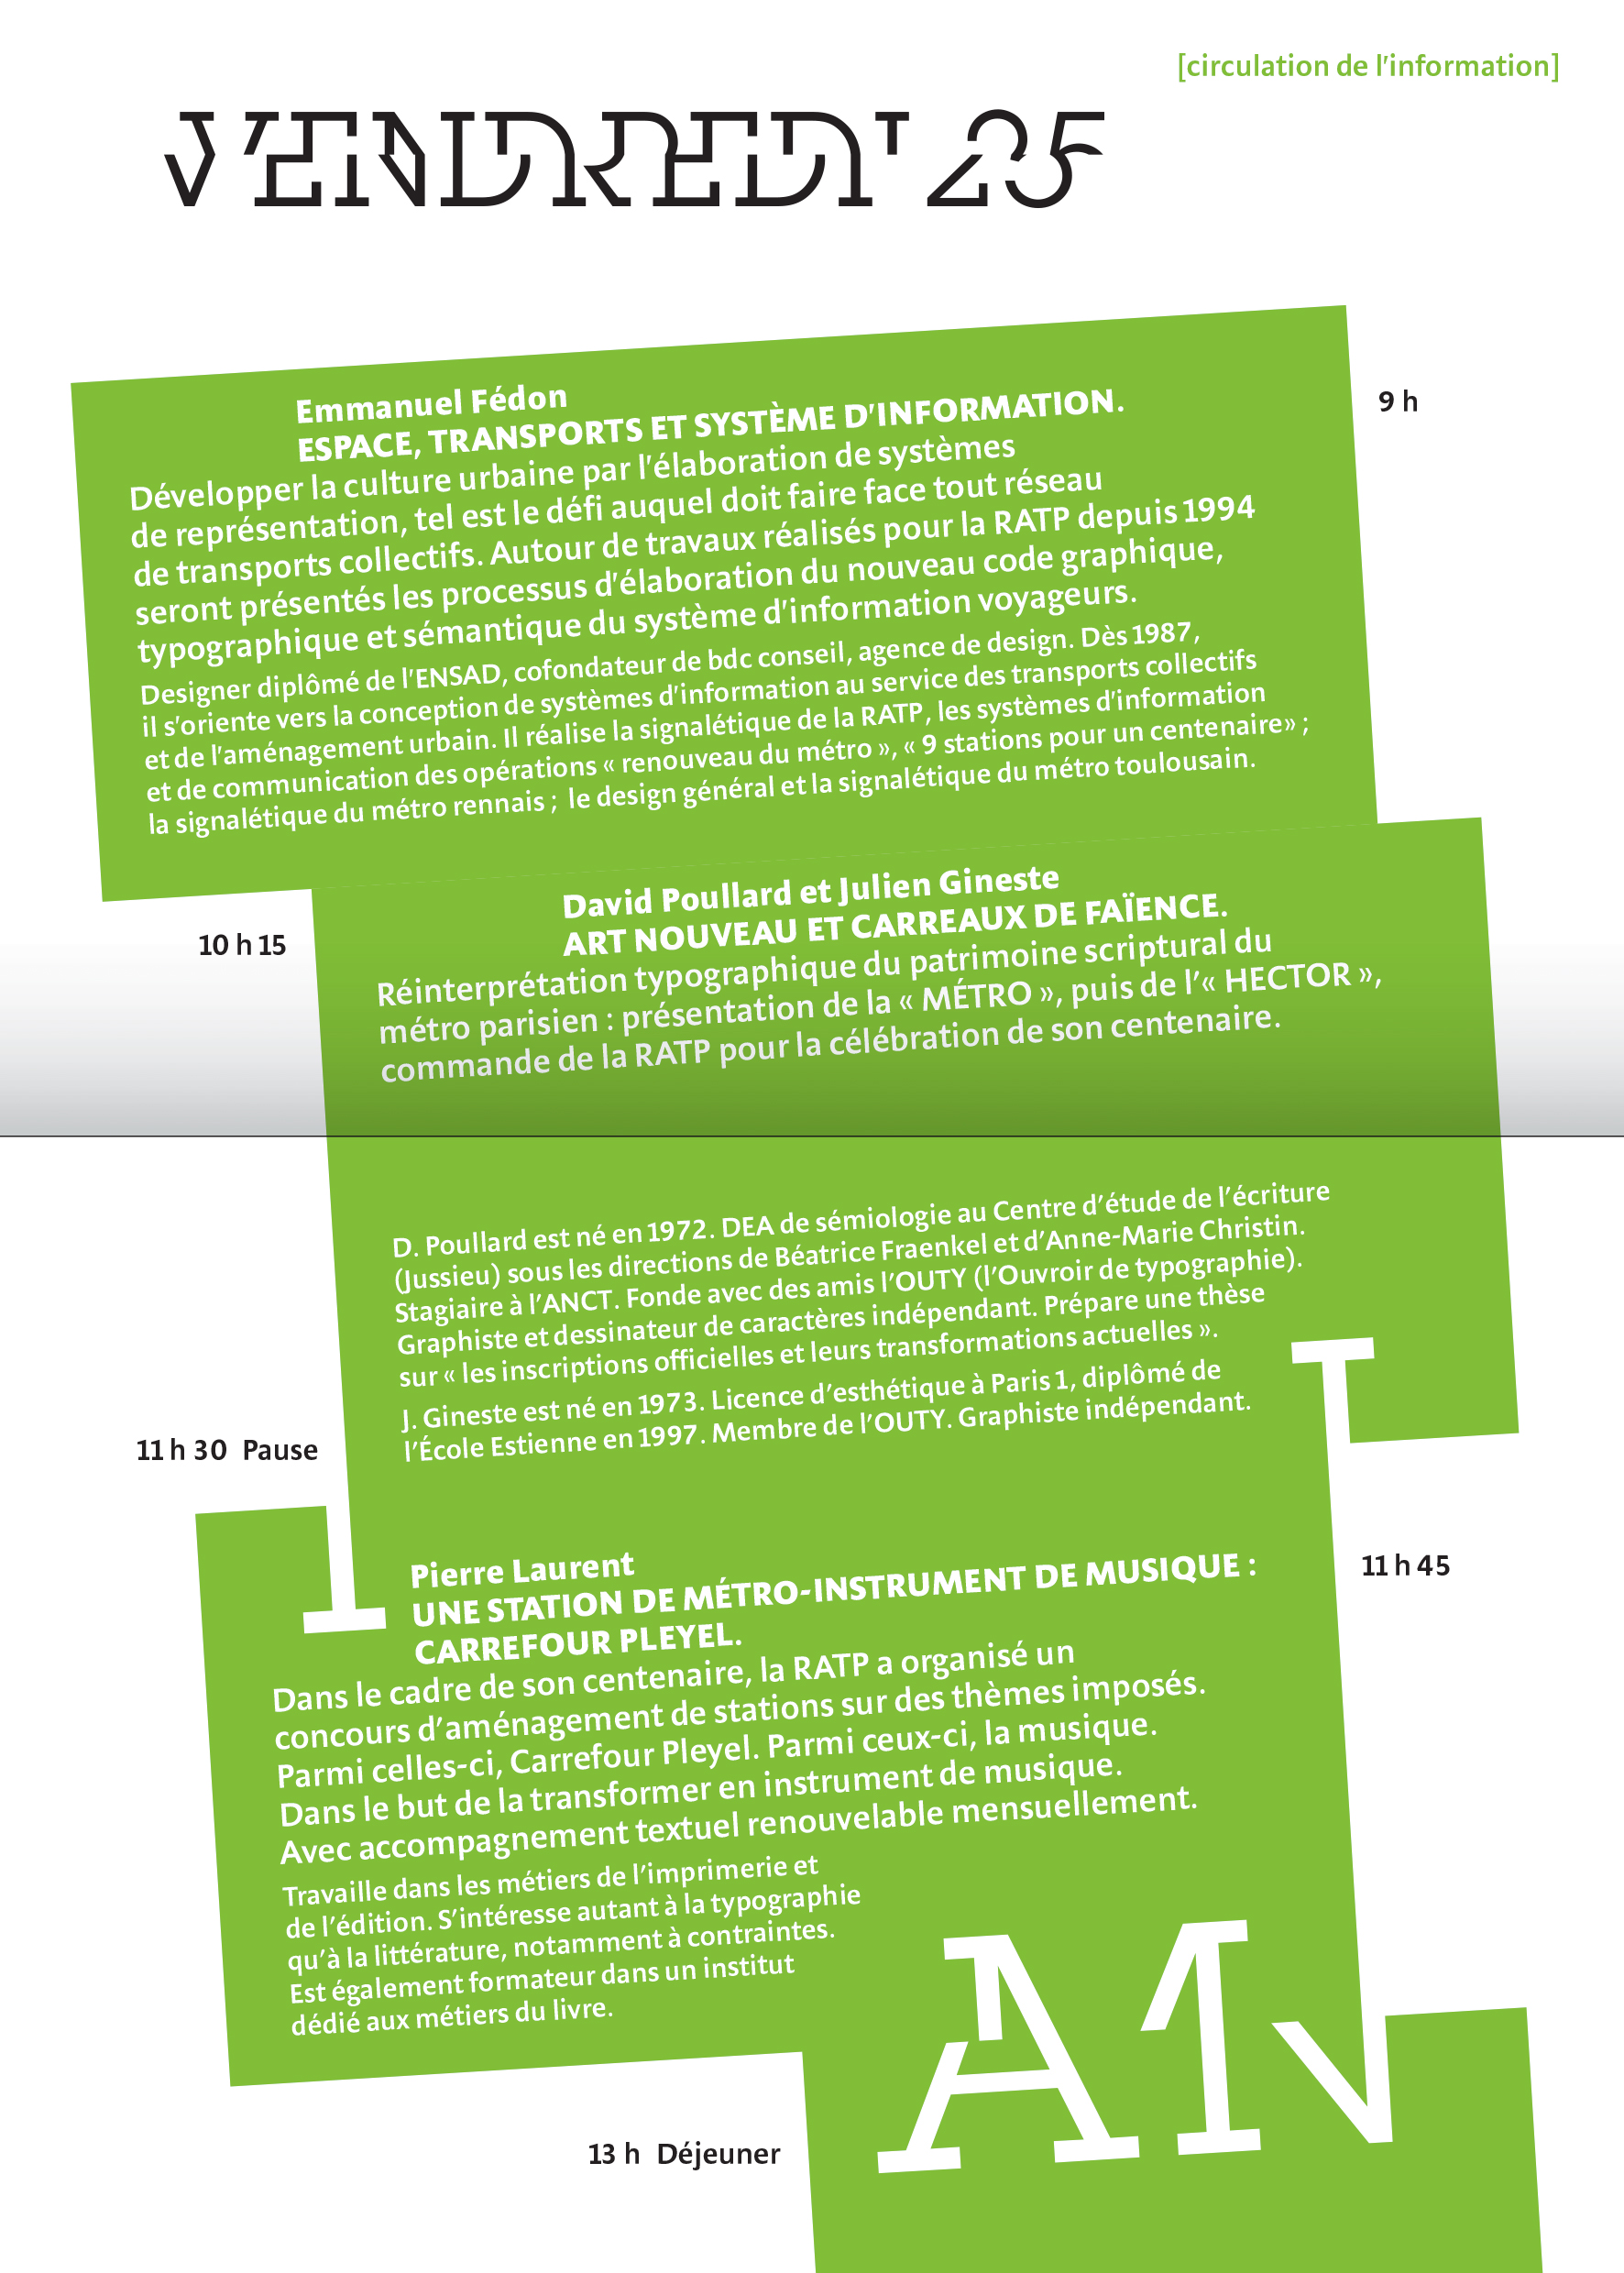 [circulation de l'information]
VENDREDI 25
9 h
Emmanuel Fédon
ESPACE, TRANSPORTS ET SYSTÈME D'INFORMATION.
Développer la culture urbaine par l'élaboration de systèmes
de représentation, tel est le défi auquel doit faire face tout réseau
de transports collectifs. Autour de travaux réalisés pour la RATP depuis 1994
seront présentés les processus d'élaboration du nouveau code graphique,
typographique et sémantique du système d'information voyageurs.
Designer diplômé de l'ENSAD, cofondateur de bdc conseil, agence de design. Dès 1987,
il s'oriente vers la conception de systèmes d'information au service des transports collectifs
et de l'aménagement urbain. Il réalise la signalétique de la RATP, les systèmes d'information
et de communication des opérations « renouveau du métro », « 9 stations pour un centenaire» ;
la signalétique du métro rennais ; le design général et la signalétique du métro toulousain.
10 h 15
David Poullard et Julien Gineste
ART NOUVEAU ET CARREAUX DE FAÏENCE.
Réinterprétation typographique du patrimoine scriptural du
métro parisien : présentation de la « MÉTRO », puis de l’« HECTOR »,
commande de la RATP pour la célébration de son centenaire.
D. Poullard est né en 1972. DEA de sémiologie au Centre d’étude de l’écriture
(Jussieu) sous les directions de Béatrice Fraenkel et d’Anne-Marie Christin.
Stagiaire à l’ANCT. Fonde avec des amis l’OUTY (l’Ouvroir de typographie).
Graphiste et dessinateur de caractères indépendant. Prépare une thèse
sur « les inscriptions officielles et leurs transformations actuelles ».
J. Gineste est né en 1973. Licence d’esthétique à Paris 1, diplômé de
l’École Estienne en 1997. Membre de l’OUTY. Graphiste indépendant.
11 h 30 Pause
11 h 45
Pierre Laurent
UNE STATION DE MÉTRO-INSTRUMENT DE MUSIQUE :
CARREFOUR PLEYEL.
Dans le cadre de son centenaire, la RATP a organisé un
concours d’aménagement de stations sur des thèmes imposés.
Parmi celles-ci, Carrefour Pleyel. Parmi ceux-ci, la musique.
Dans le but de la transformer en instrument de musique.
Avec accompagnement textuel renouvelable mensuellement.
Travaille dans les métiers de l’imprimerie et
de l’édition. S’intéresse autant à la typographie
qu’à la littérature, notamment à contraintes.
Est également formateur dans un institut
dédié aux métiers du livre.
AM
13 h Déjeuner